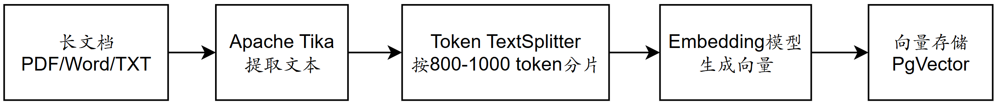 长文档
PDF/Word/TXT
Apache Tika
提取文本
Token TextSplitter
按800-1000 token分片
Embedding模型
生成向量
向量存储
PgVector